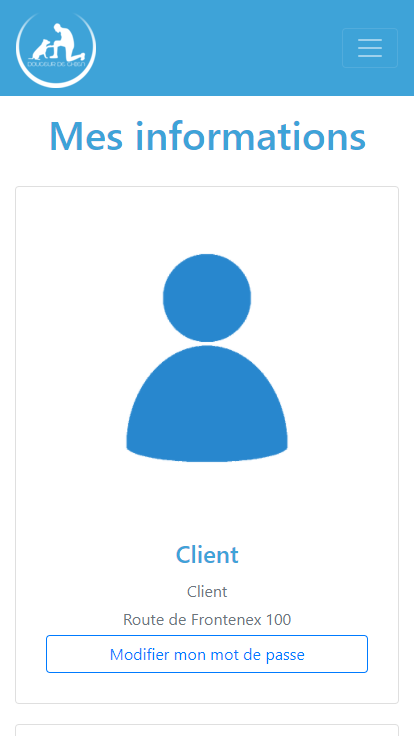 DOUCEUR DE CHIEN
Mes informations
Client
Client
Route de Frontenex 100
Modifier mon mot de passe